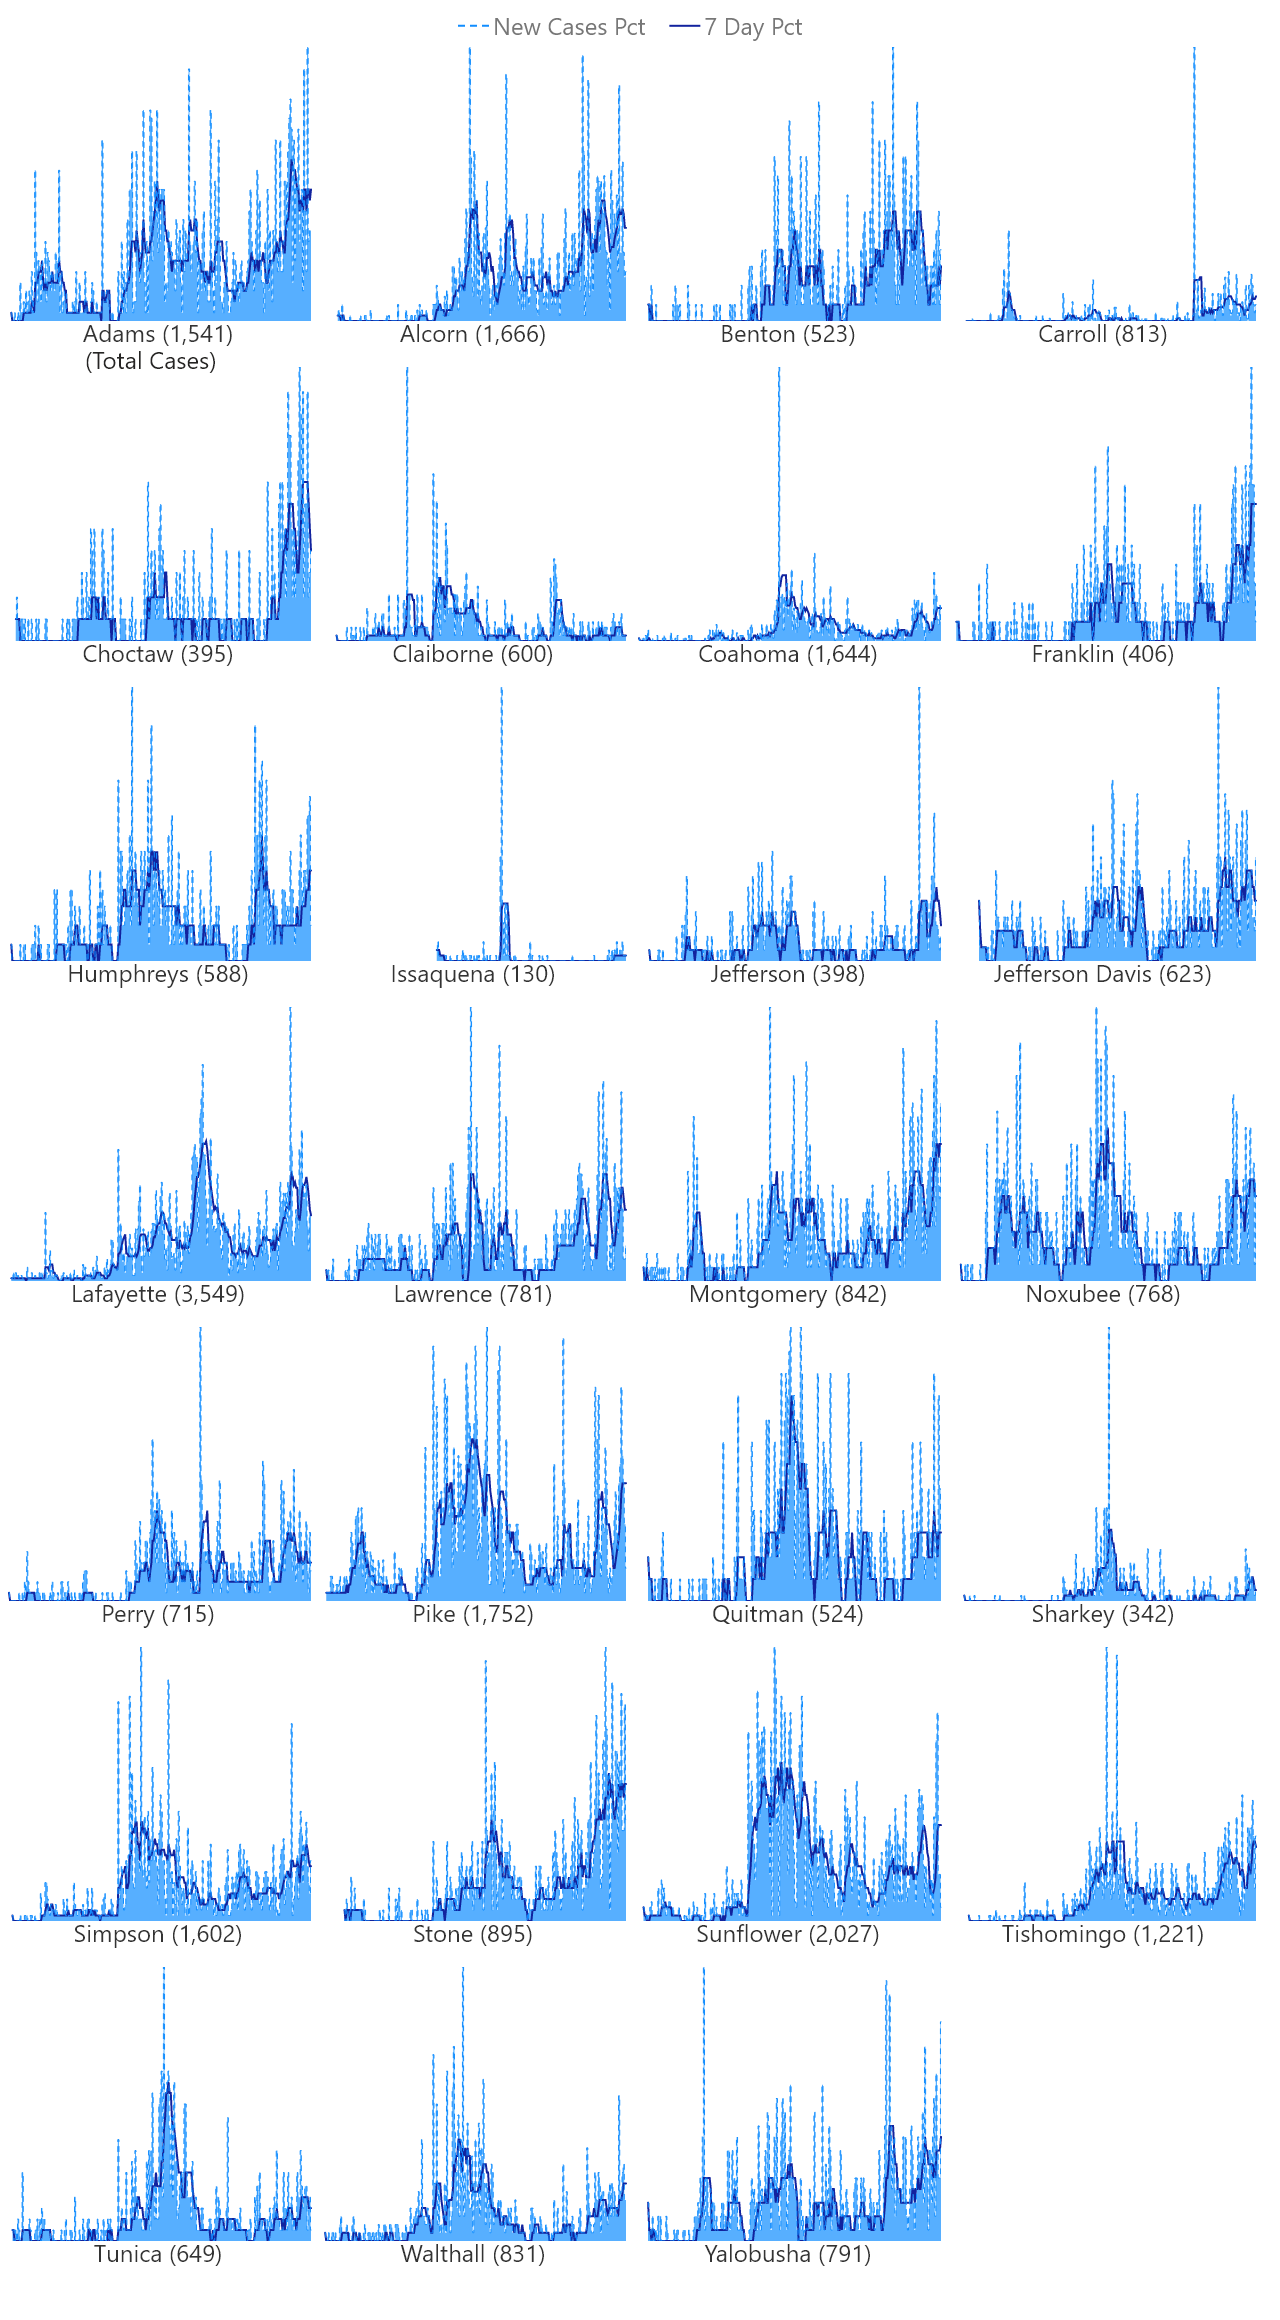 New Cases Pct 7 Day Pct
Adams (1,541) Alcorn (1,666) Benton (523) Carroll (813)
(Total Cases)
Choctaw (395) Claiborne (600) Coahoma (1,644) Franklin (406)
Humphreys (588) Issaquena (130) Jefferson (398) Jefferson Davis (623)
Lafayette (3,549) Lawrence (781) Montgomery (842) Noxubee (768)
Perry (715) Pike (1,752) Quitman (524) Sharkey (342)
Simpson (1,602) Stone (895) Sunflower (2,027) Tishomingo (1,221)
Tunica (649) Walthall (831) Yalobusha (791)